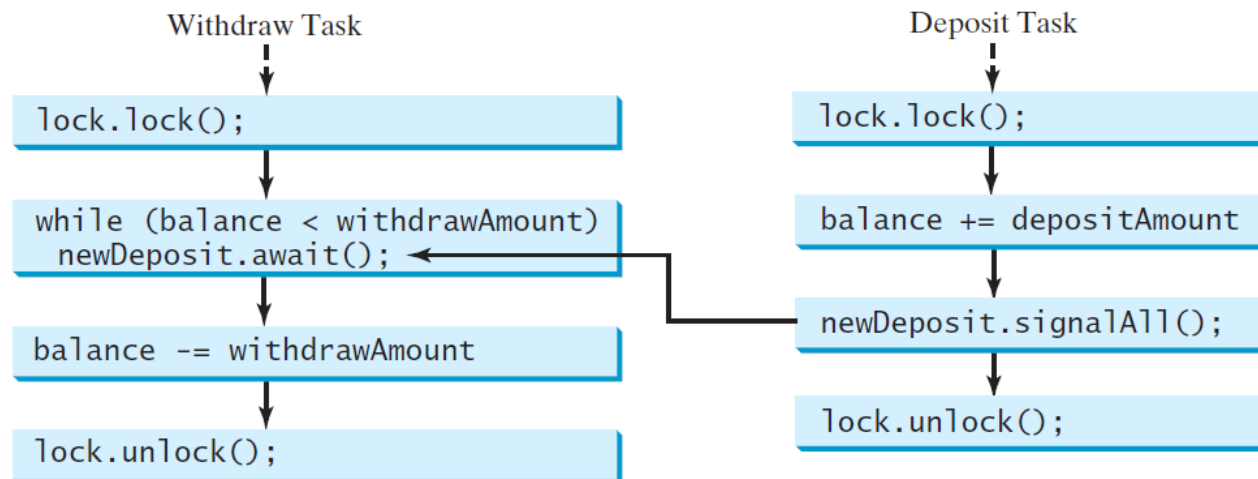 Withdraw Task
lock.lock();
while (balance < withdrawAmount)
newDeposit.await();
balance -= withdrawAmount
lock.unlock();
Deposit Task
lock.lock();
balance += depositAmount
newDeposit.signalAll();
lock.unlock();